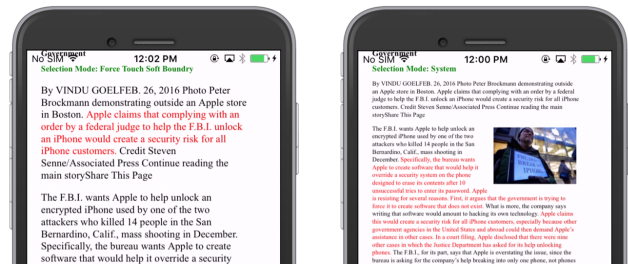 Government
No SIM 12:02 PM
Selection Mode: Force Touch Soft Boundry
By VINDU GOELFEB. 26, 2016 Photo Peter
Brockmann demonstrating outside an Apple store
in Boston. Apple claims that complying with an
order by a federal judge to help the F.B.I. unlock
an iPhone would create a security risk for all
iPhone customers. Credit Steven
Senne/Associated Press Continue reading the
main storyShare This Page
The F.B.I. wants Apple to help unlock an
encrypted iPhone used by one of the two
attackers who killed 14 people in the San
Bernardino, Calif., mass shooting in December.
Specifically, the bureau wants Apple to create
software that would help it override a security
Government
No SIM 12:00 PM
Selection Mode: System
By VINDU GOELFEB. 26, 2016 Photo Peter Brockmann demonstrating outside
an Apple store in Boston. Apple claims that complying with an order by a federal
judge to help the F.B.I. unlock an iPhone would create a security risk for all iPhone
customers. Credit Steven Senne/Associated Press Continue reading the main
storyShare This Page
The F.B.I. wants Apple to help unlock an
encrypted iPhone used by one of the two
attackers who killed 14 people in the San
Bernardino, Calif., mass shooting in
December. Specifically, the bureau wants
Apple to create software that would help it
override a security system on the phone
designed to erase its contents after 10
unsuccessful tries to enter its password. Apple
is resisting for several reasons. First, it argues that the government is trying to
force it to create software that does not exist. What is more, the company says
writing that software would amount to hacking its own technology. Apple claims
this would create a security risk for all iPhone customers, especially because other
government agencies in the United States and abroad could then demand Apple's
assistance in other cases. In a court filing, Apple disclosed that there were nine
other cases in which the Justice Department has asked for its help unlocking
phones. The F.B.I., for its part, says that Apple is overstating the issue, since the
bureau is asking for the company's help breaking into only one phone, not phones